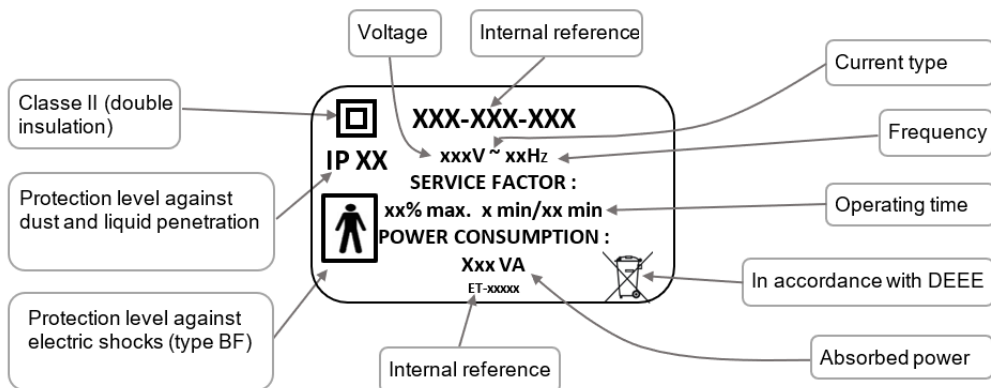 Voltage
Internal reference
Current type
Classe II (double
insulation)
XXX-XXX-XXX
Frequency
IP XX
xxxV ~ xxHz
SERVICE FACTOR :
Protection level against
dust and liquid penetration
xx% max. x min/xx min
Operating time
POWER CONSUMPTION :
Xxx VA
ET-xxxxx
In accordance with DEEE
Protection level against
electric shocks (type BF)
Internal reference
Absorbed power